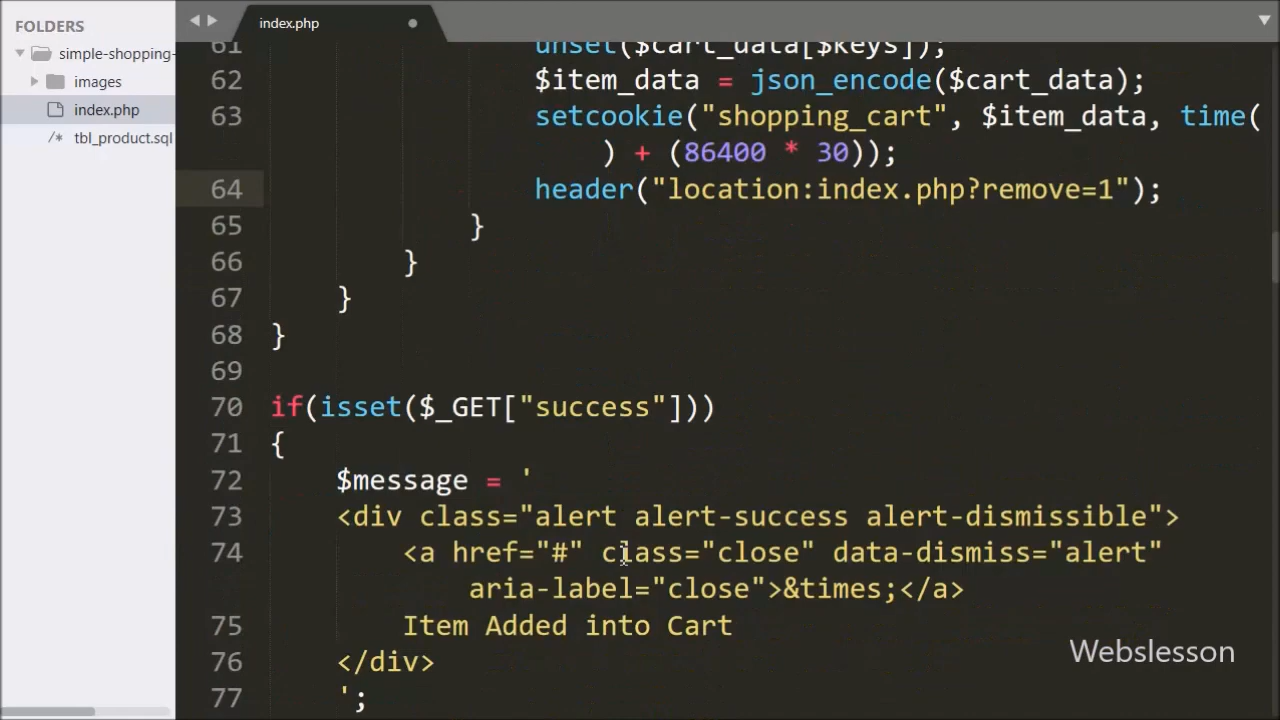 FOLDERS
simple-shopping-
images
index.php
tbl_product.sql
index.php
61 unset($cart_data[$keys]);
62 $item_data = json_encode($cart_data);
63 setcookie("shopping_cart", $item_data, time(
) + (86400 * 30));
64 header("location:index.php?remove=1");
65 }
66 }
67 }
68 }
69
70 if(isset($_GET["success"]))
71 {
72 $message = '
73 <div class="alert alert-success alert-dismissible">
74 <a href="#" class="close" data-dismiss="alert"
aria-label="close">&times;</a>
75 Item Added into Cart
76 </div>
77 ';
Webslesson